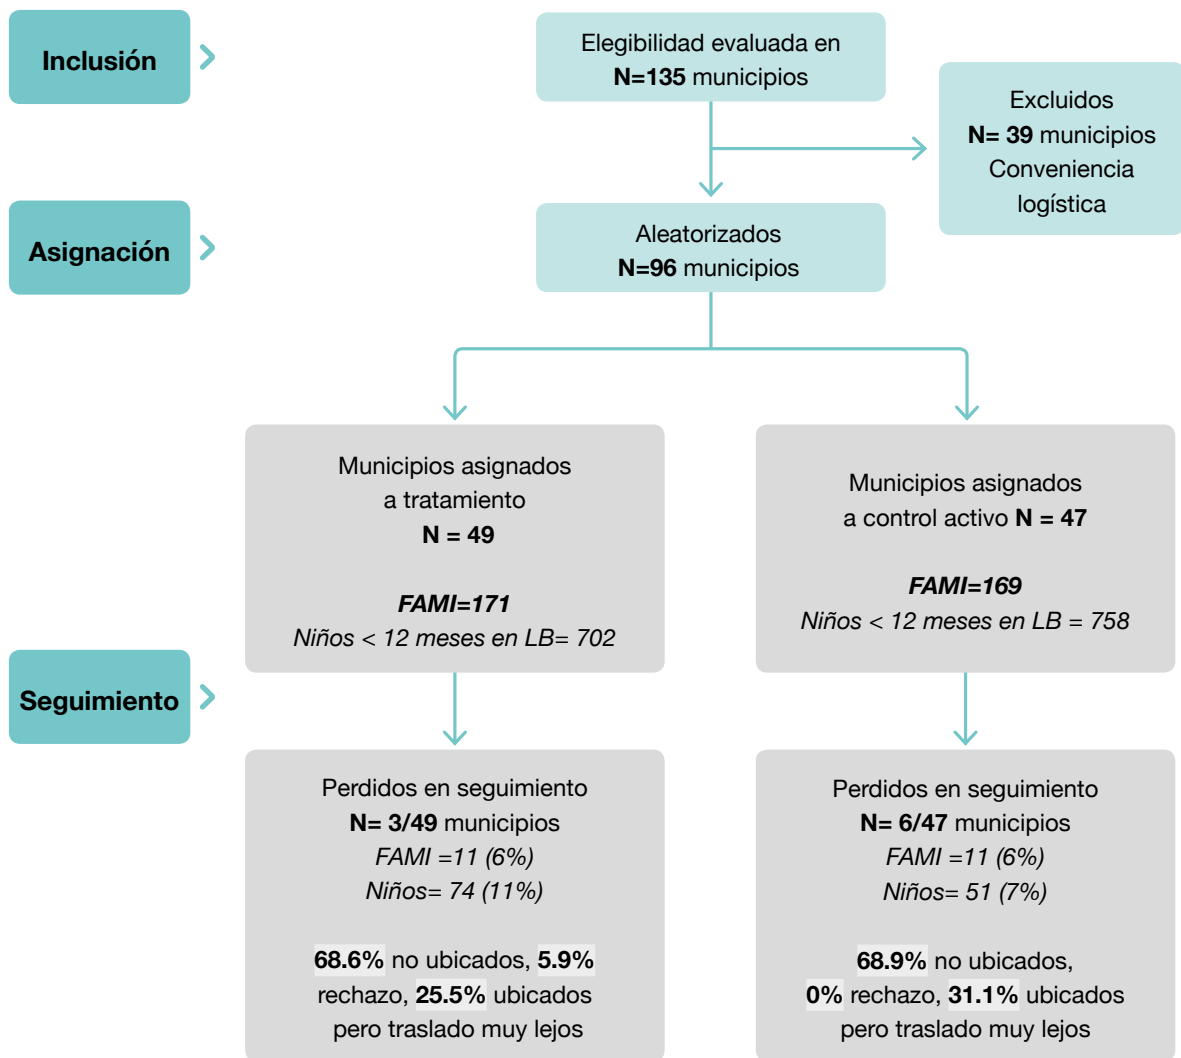 Inclusión
Elegibilidad evaluada en
N=135 municipios
Excluidos
N= 39 municipios
Conveniencia
logística
Asignación
Aleatorizados
N=96 municipios
Municipios asignados
a tratamiento
N = 49
FAMI=171
Niños < 12 meses en LB= 702
Municipios asignados
a control activo N = 47
FAMI=169
Niños < 12 meses en LB = 758
Seguimiento
Perdidos en seguimiento
N= 3/49 municipios
FAMI =11 (6%)
Niños= 74 (11%)
68.6% no ubicados, 5.9%
rechazo, 25.5% ubicados
pero traslado muy lejos
Perdidos en seguimiento
N= 6/47 municipios
FAMI =11 (6%)
Niños= 51 (7%)
68.9% no ubicados,
0% rechazo, 31.1% ubicados
pero traslado muy lejos